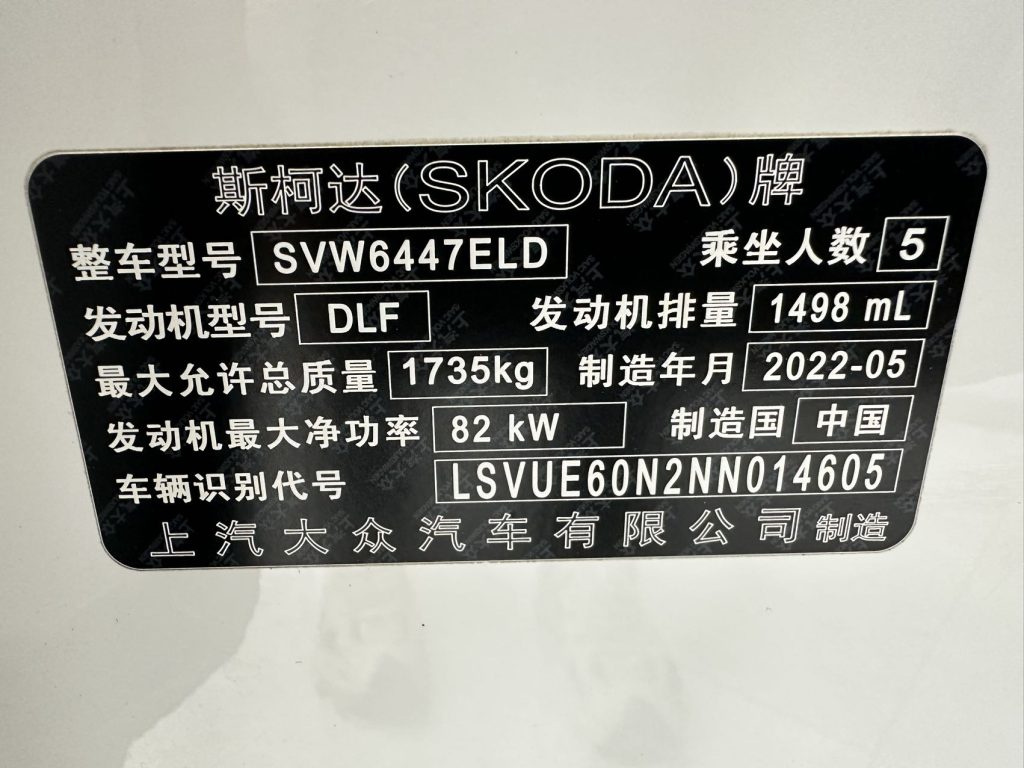 斯柯达(SKODA)牌
整车型号 SVW6447ELD 乘坐人数 5
发动机型号 DLF 发动机排量 1498 mL
最大允许总质量 1735kg 制造年月 2022-05
发动机最大净功率 82 kW 制造国 中国
车辆识别代号 LSVUE60N2NN014605
上汽大众汽车有限公司 制造